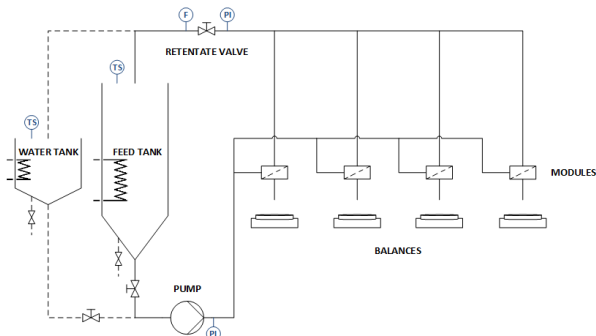 F
PI
RETENTATE VALVE
TS
TS
WATER TANK
FEED TANK
MODULES
BALANCES
PUMP
PI